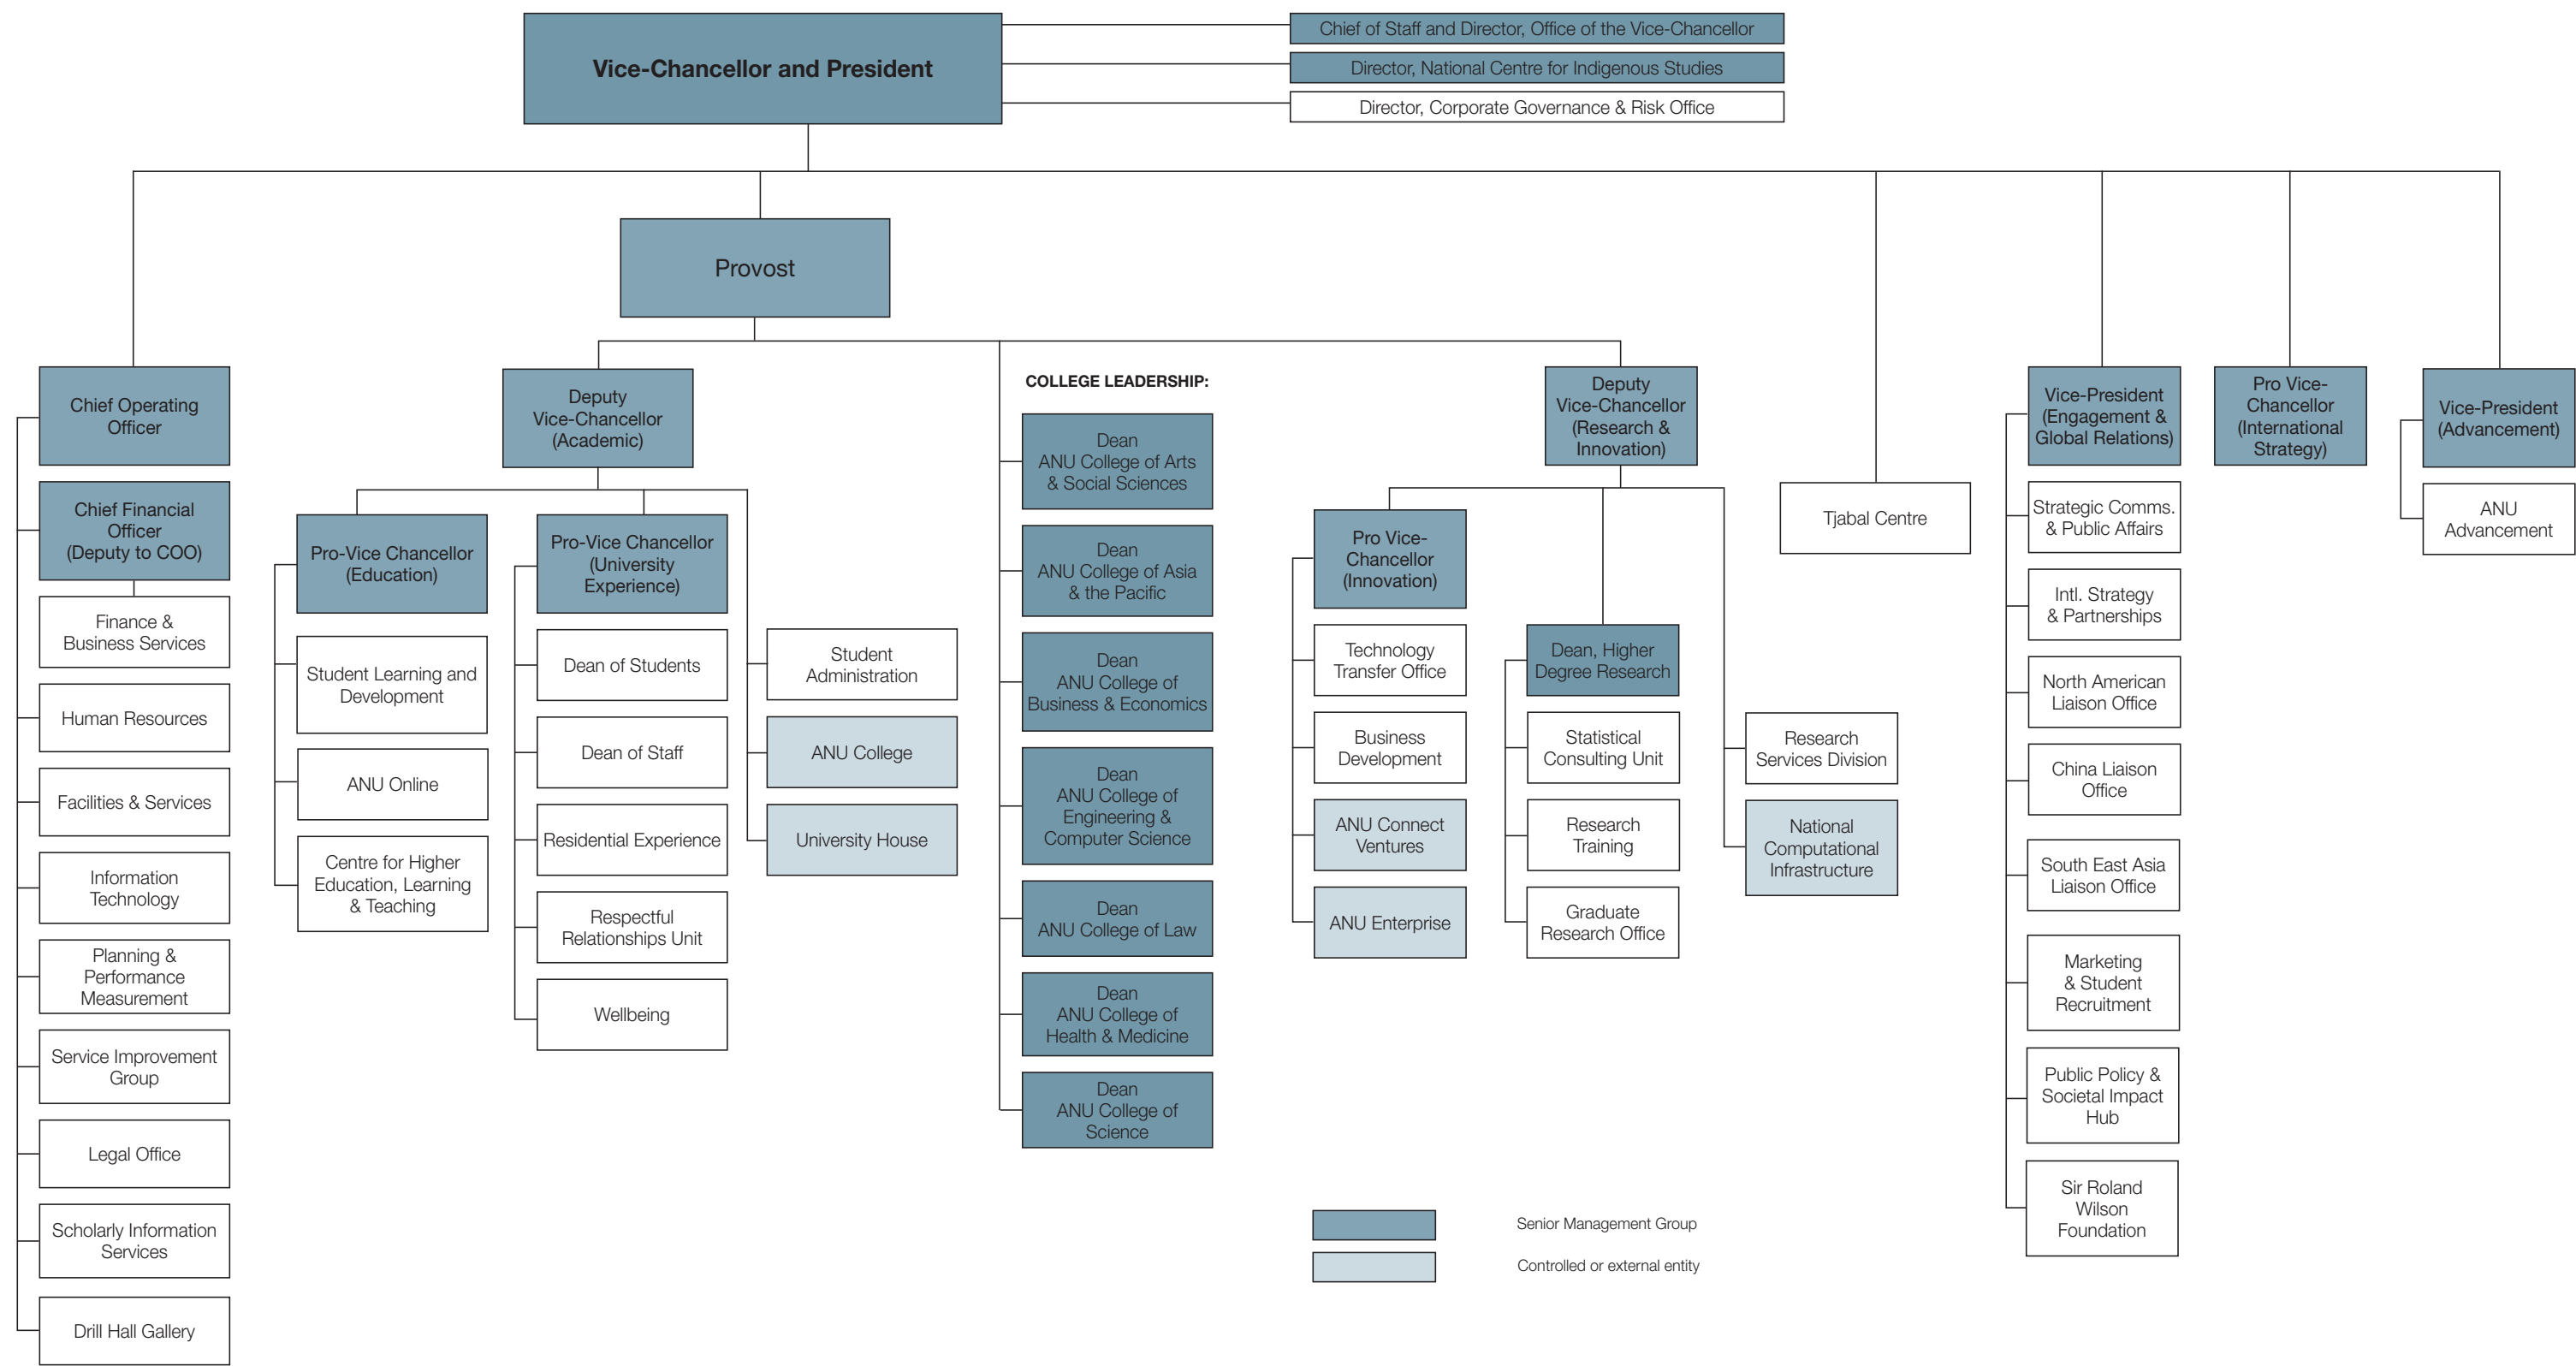 Vice-Chancellor and President
Chief of Staff and Director, Office of the Vice-Chancellor
Director, National Centre for Indigenous Studies
Director, Corporate Governance & Risk Office
Provost
Chief Operating
Officer
Chief Financial
Officer
(Deputy to COO)
Finance &
Business Services
Human Resources
Facilities & Services
Information
Technology
Planning &
Performance
Measurement
Service Improvement
Group
Legal Office
Scholarly Information
Services
Drill Hall Gallery
Deputy
Vice-Chancellor
(Academic)
Pro-Vice Chancellor
(Education)
Student Learning and
Development
ANU Online
Centre for Higher
Education, Learning
& Teaching
Pro-Vice Chancellor
(University
Experience)
Dean of Students
Dean of Staff
Residential Experience
Respectful
Relationships Unit
Wellbeing
Student
Administration
ANU College
University House
COLLEGE LEADERSHIP:
Dean
ANU College of Arts
& Social Sciences
Dean
ANU College of Asia
& the Pacific
Dean
ANU College of
Business & Economics
Dean
ANU College of
Engineering &
Computer Science
Dean
ANU College of Law
Dean
ANU College of
Health & Medicine
Dean
ANU College of
Science
Deputy
Vice-Chancellor
(Research &
Innovation)
Pro Vice-
Chancellor
(Innovation)
Technology
Transfer Office
Business
Development
ANU Connect
Ventures
ANU Enterprise
Dean, Higher
Degree Research
Statistical
Consulting Unit
Research
Training
Graduate
Research Office
Research
Services Division
National
Computational
Infrastructure
Tjabal Centre
Vice-President
(Engagement &
Global Relations)
Strategic Comms.
& Public Affairs
Intl. Strategy
& Partnerships
North American
Liaison Office
China Liaison
Office
South East Asia
Liaison Office
Marketing
& Student
Recruitment
Public Policy &
Societal Impact
Hub
Sir Roland
Wilson
Foundation
Pro Vice-
Chancellor
(International
Strategy)
Vice-President
(Advancement)
ANU
Advancement
Senior Management Group
Controlled or external entity